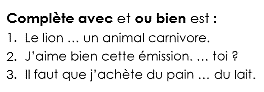 Complète avec et ou bien est :
1. Le lion ... un animal carnivore.
2. J'aime bien cette émission. ... toi ?
3. Il faut que j'achète du pain ... du lait.